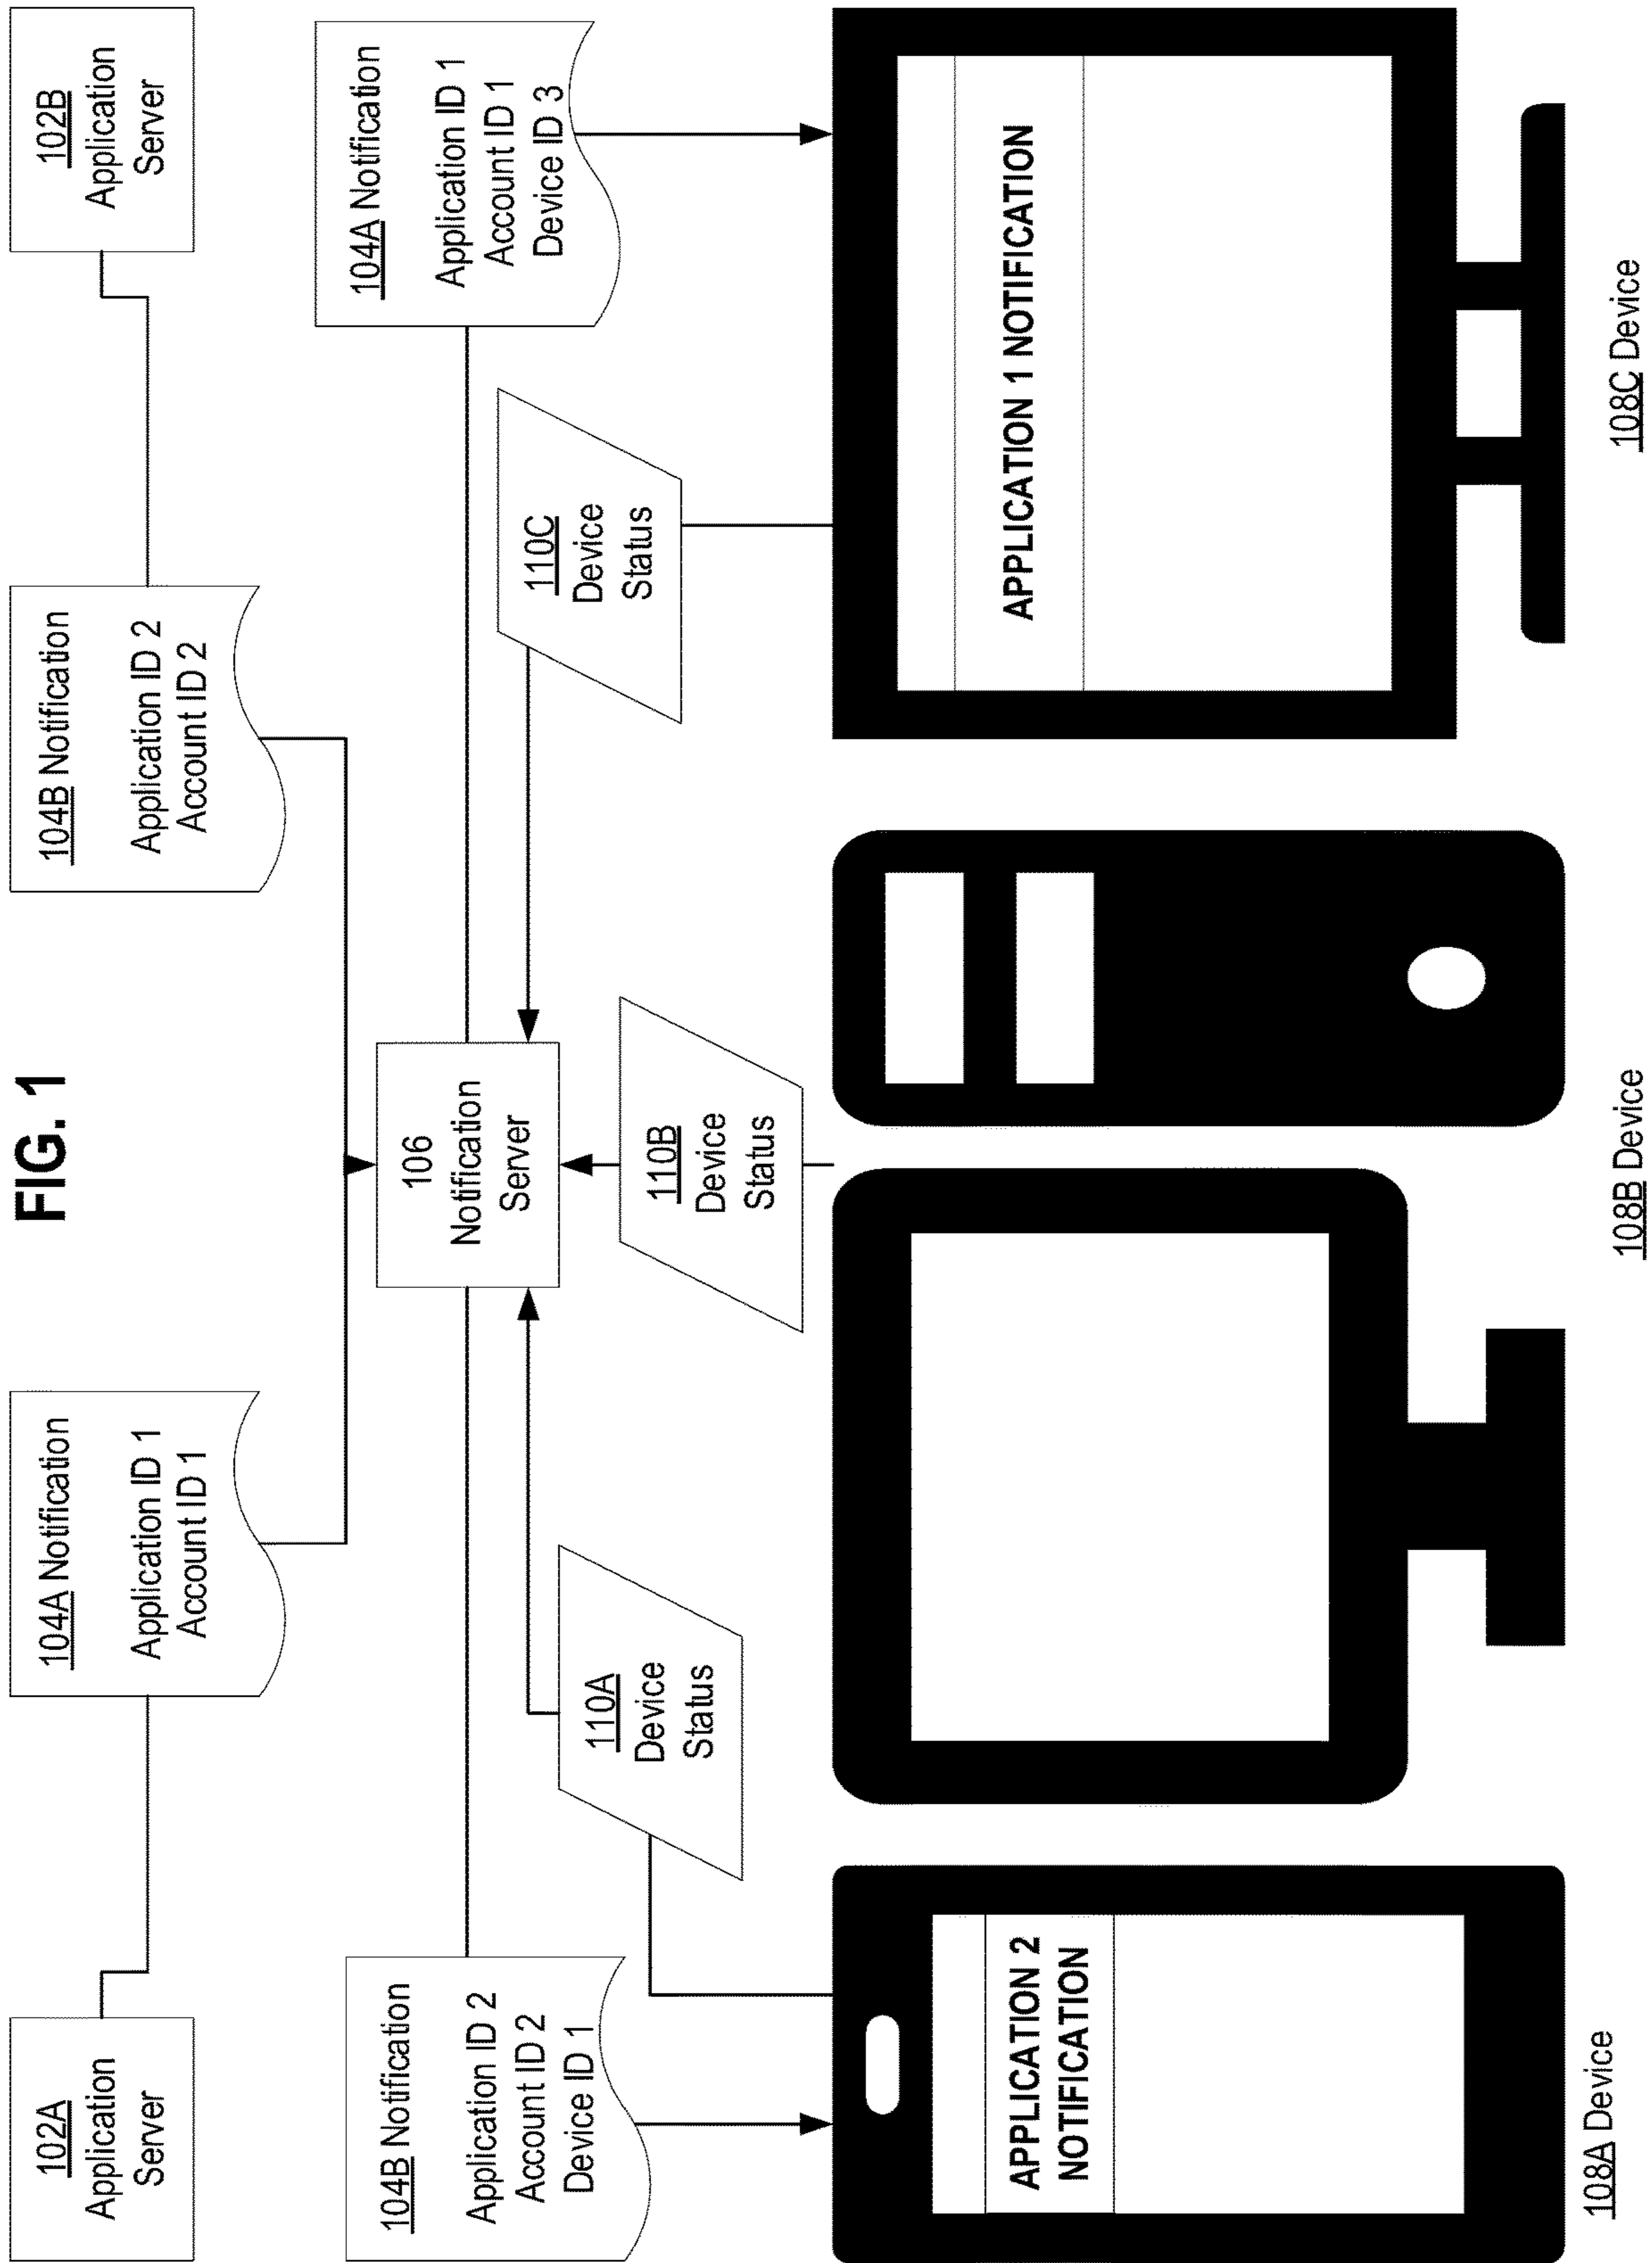 FIG. 1
102A
Application
Server
104A Notification
Application ID 1
Account ID 1
104B Notification
Application ID 2
Account ID 2
102B
Application
Server
104B Notification
Application ID 2
Account ID 2
Device ID 1
106
Notification
Server
104A Notification
Application ID 1
Account ID 1
Device ID 3
110A
Device
Status
110B
Device
Status
110C
Device
Status
APPLICATION 2
NOTIFICATION
APPLICATION 1 NOTIFICATION
108A Device
108B Device
108C Device